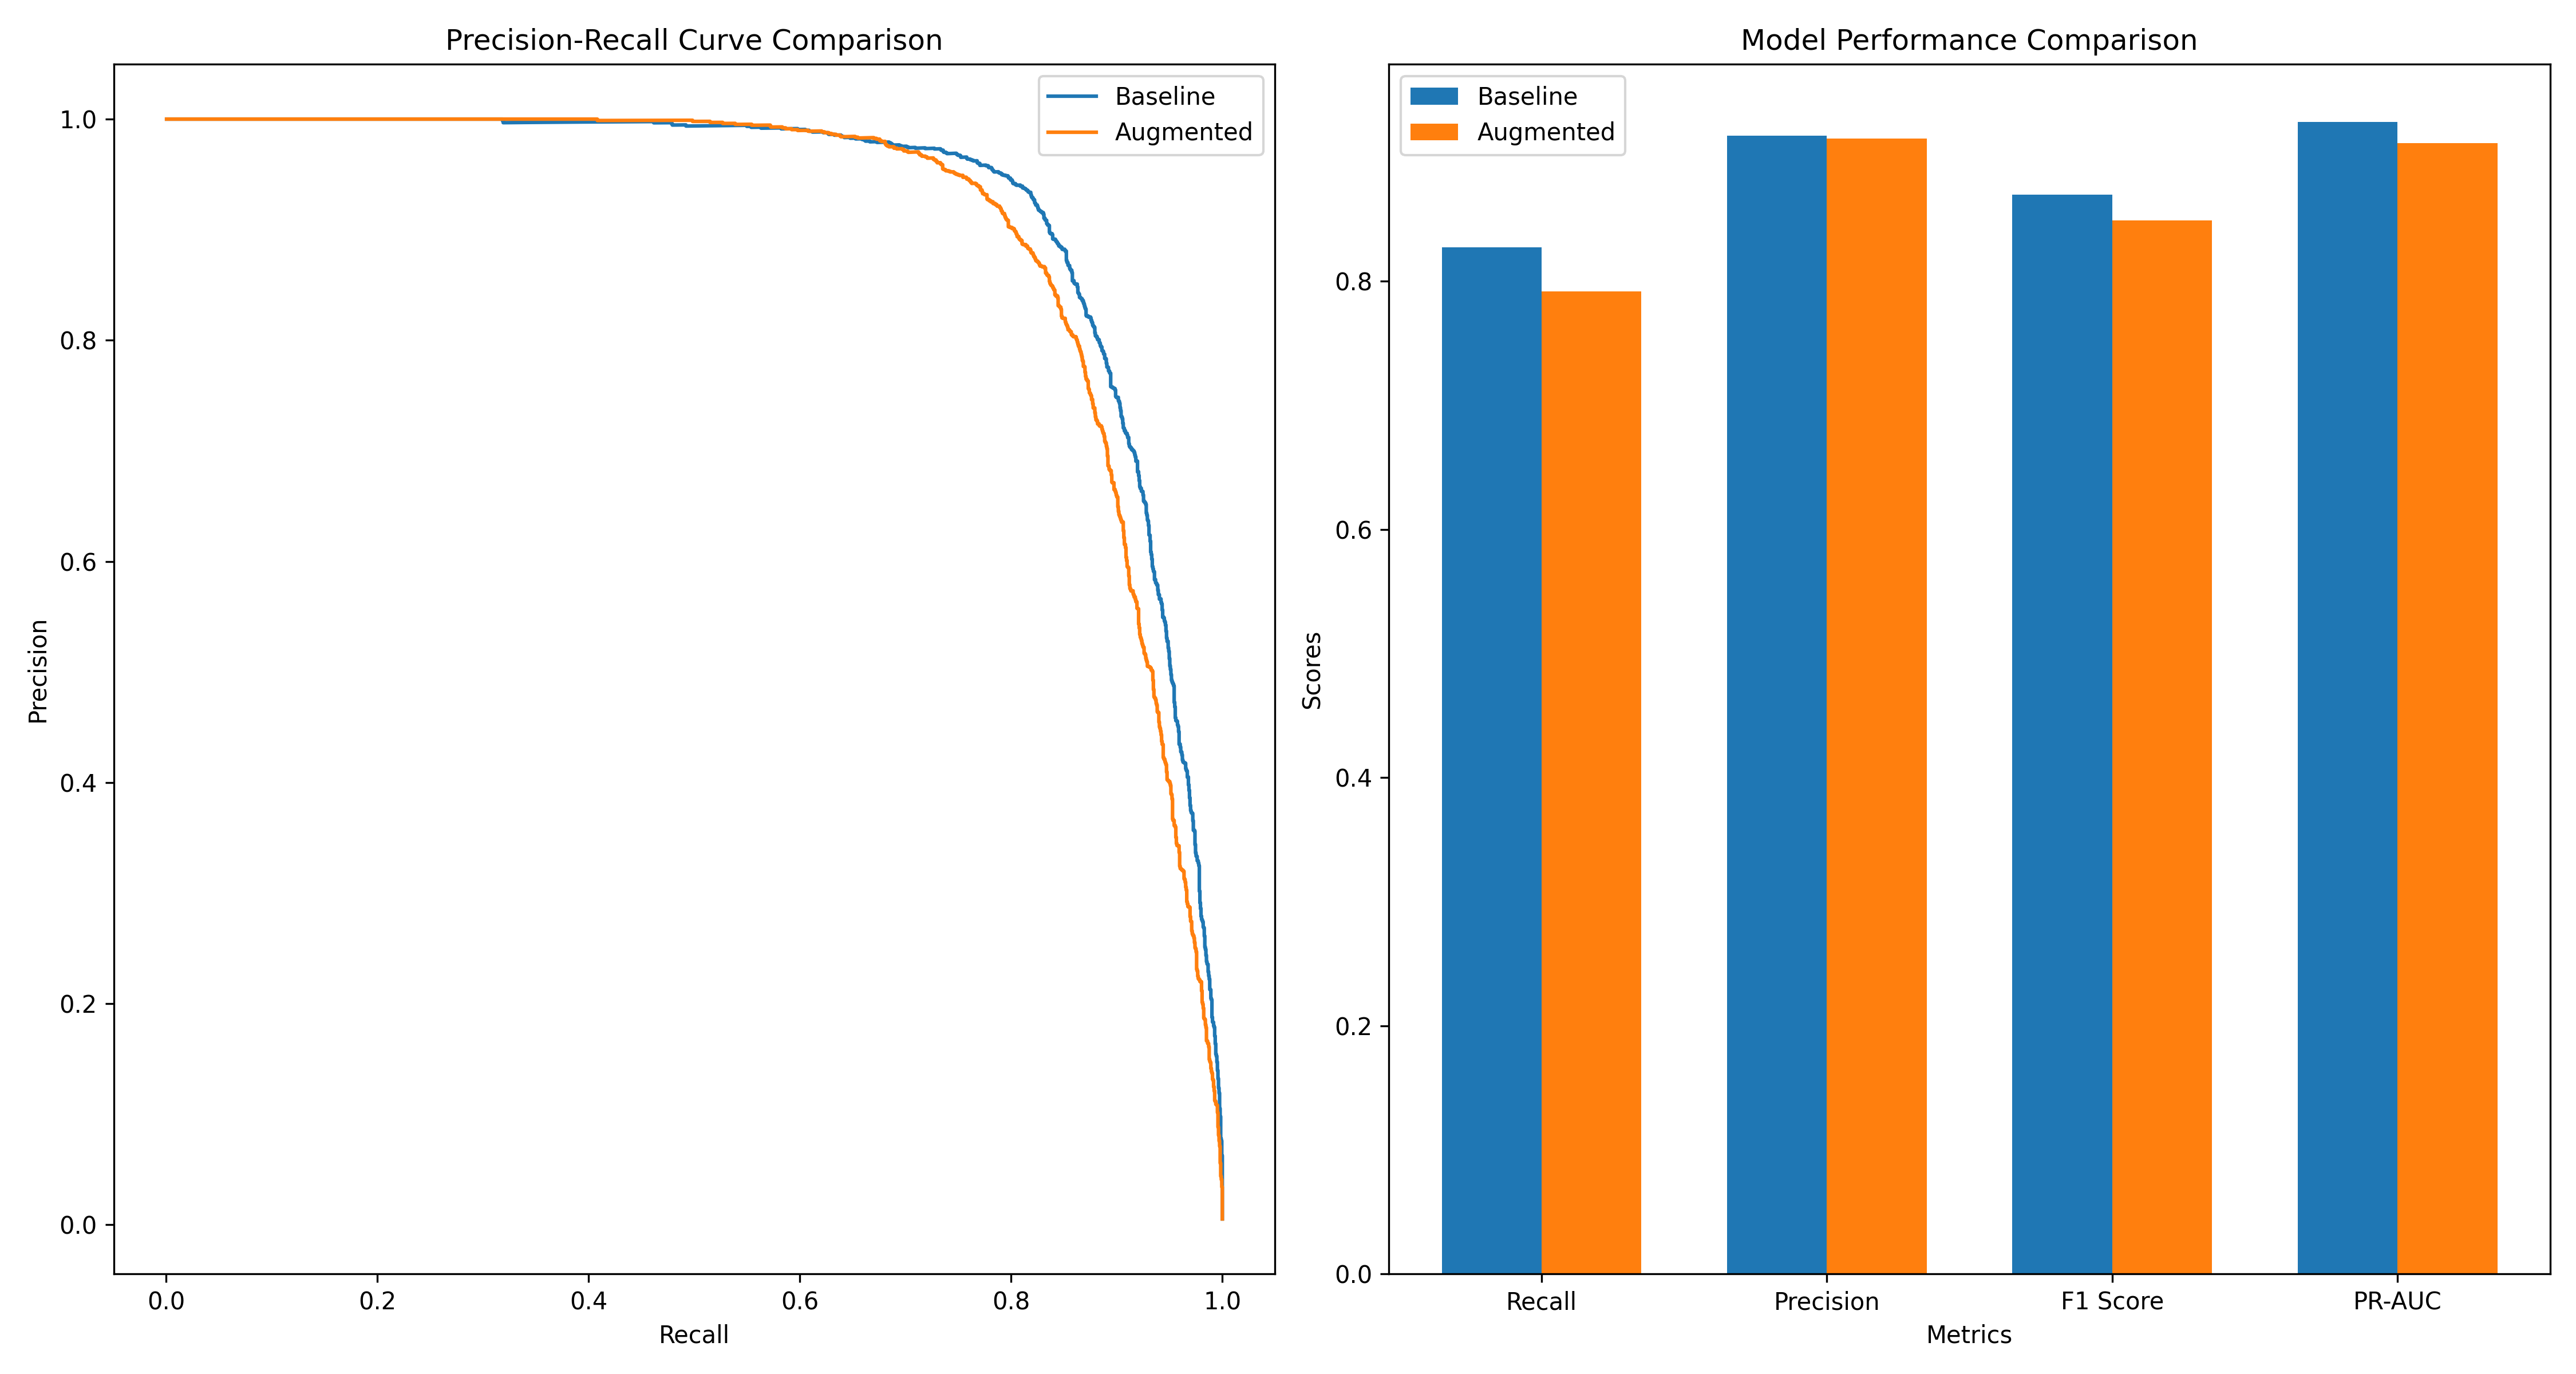 Precision-Recall Curve Comparison
Baseline
Augmented
1.0
0.8
0.6
0.4
0.2
0.0
Precision
0.0 0.2 0.4 0.6 0.8 1.0
Recall
Model Performance Comparison
Baseline
Augmented
0.8
0.6
0.4
0.2
0.0
Scores
Recall Precision F1 Score PR-AUC
Metrics